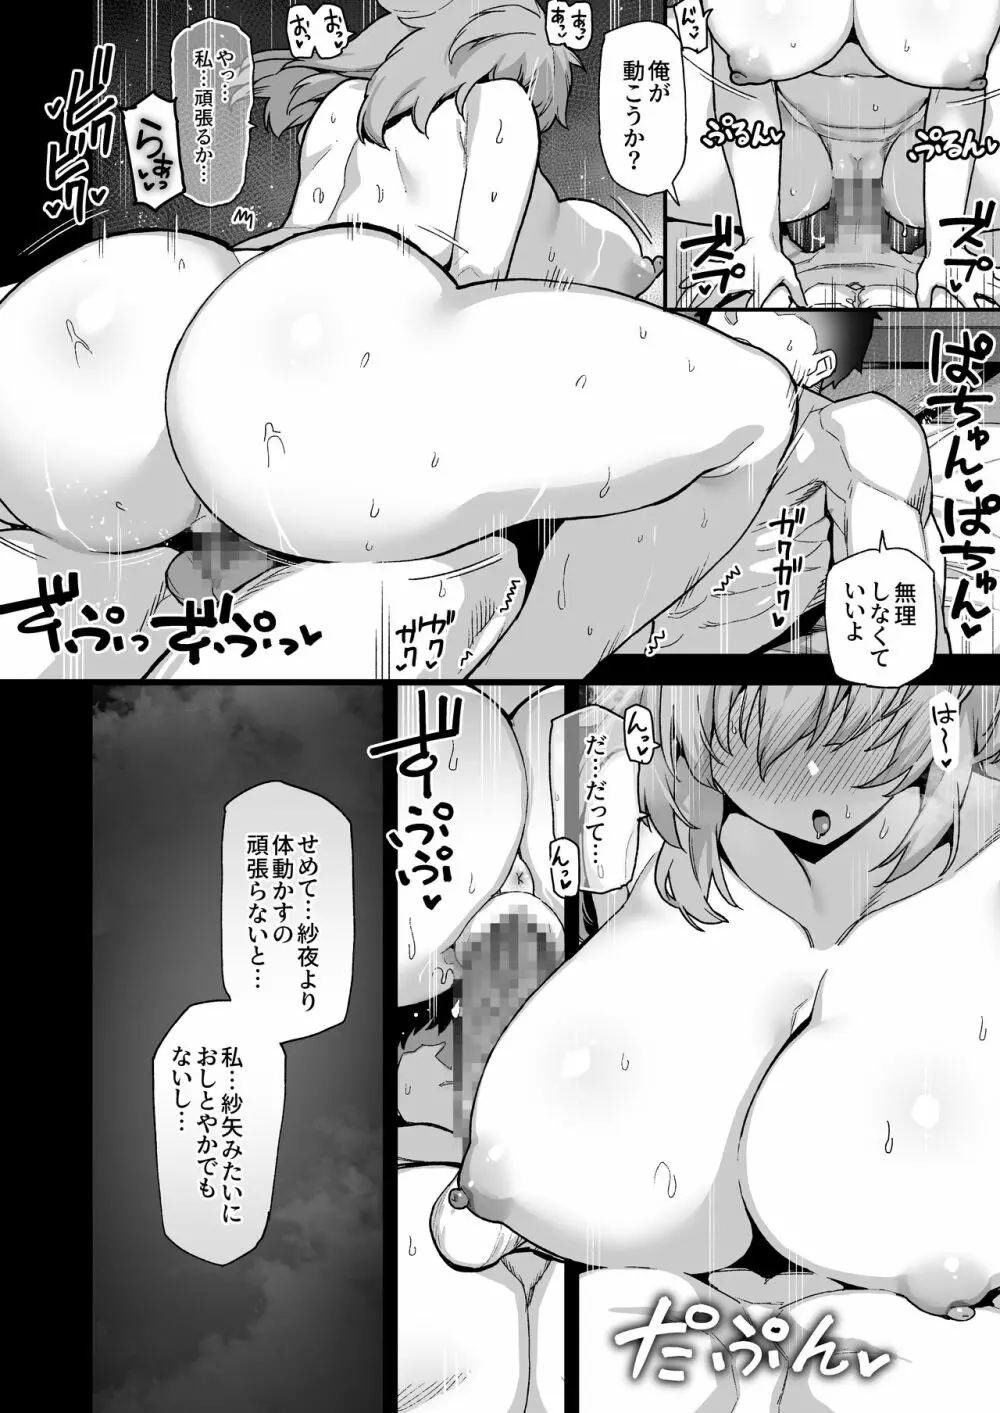 ん゛っ♥
ぷるん♥
ぷるん♥
ズプ♥
ズプ♥
俺が
動こうか？
あっ♥
あっ♥
おっ
おっ
やっ…
私…頑張るか…
らぁっ
い♥
ビク
ビク♥
ぱちゅん♥ぱちゅん♥
無理
しなくて
いいよ
ガク
ガク♥
ガク
ガク♥
ずぷっずぷっ♥
は～♥
んっ♥
だ…だって…
んっ♥
ずぷぷ♥
たぷん♥
せめて…紗夜より
体動かすの
頑張らないと…
私…紗矢みたいに
おしとやかでも
ないし…